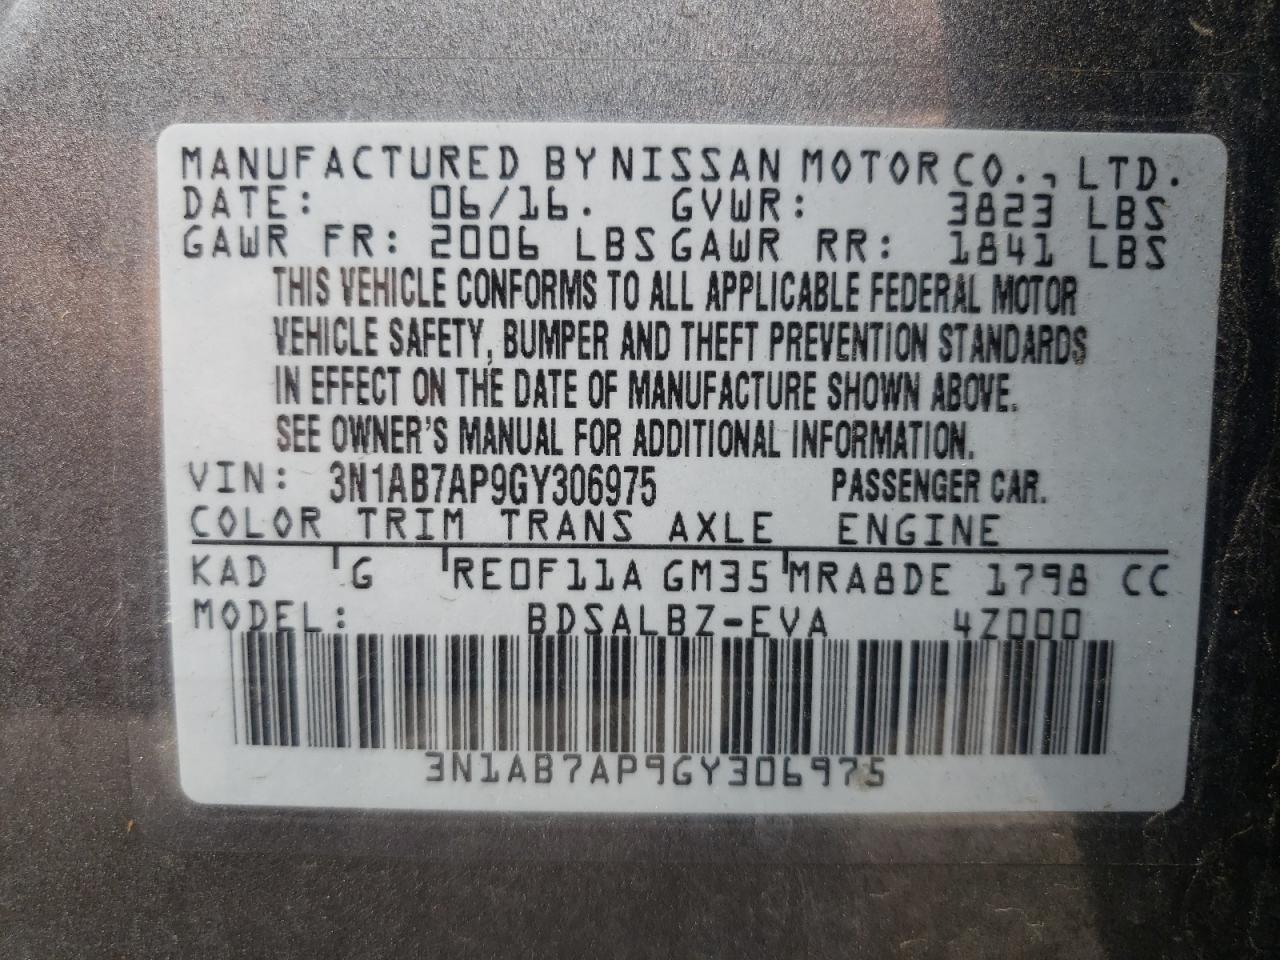 MANUFACTURED BY NISSAN MOTOR CO., LTD.
DATE: 06/16. GVWR: 3823 LBS
GAWR FR: 2006 LBS GAWR RR: 1841 LBS
THIS VEHICLE CONFORMS TO ALL APPLICABLE FEDERAL MOTOR
VEHICLE SAFETY, BUMPER AND THEFT PREVENTION STANDARDS
IN EFFECT ON THE DATE OF MANUFACTURE SHOWN ABOVE.
SEE OWNER'S MANUAL FOR ADDITIONAL INFORMATION.
VIN: 3N1AB7AP9GY306975 PASSENGER CAR.
COLOR TRIM TRANS AXLE ENGINE
KAD G RE0F11A GM35 MRA8DE 1798 CC
MODEL: BDSALBZ-EVA 4Z000
3N1AB7AP9GY306975